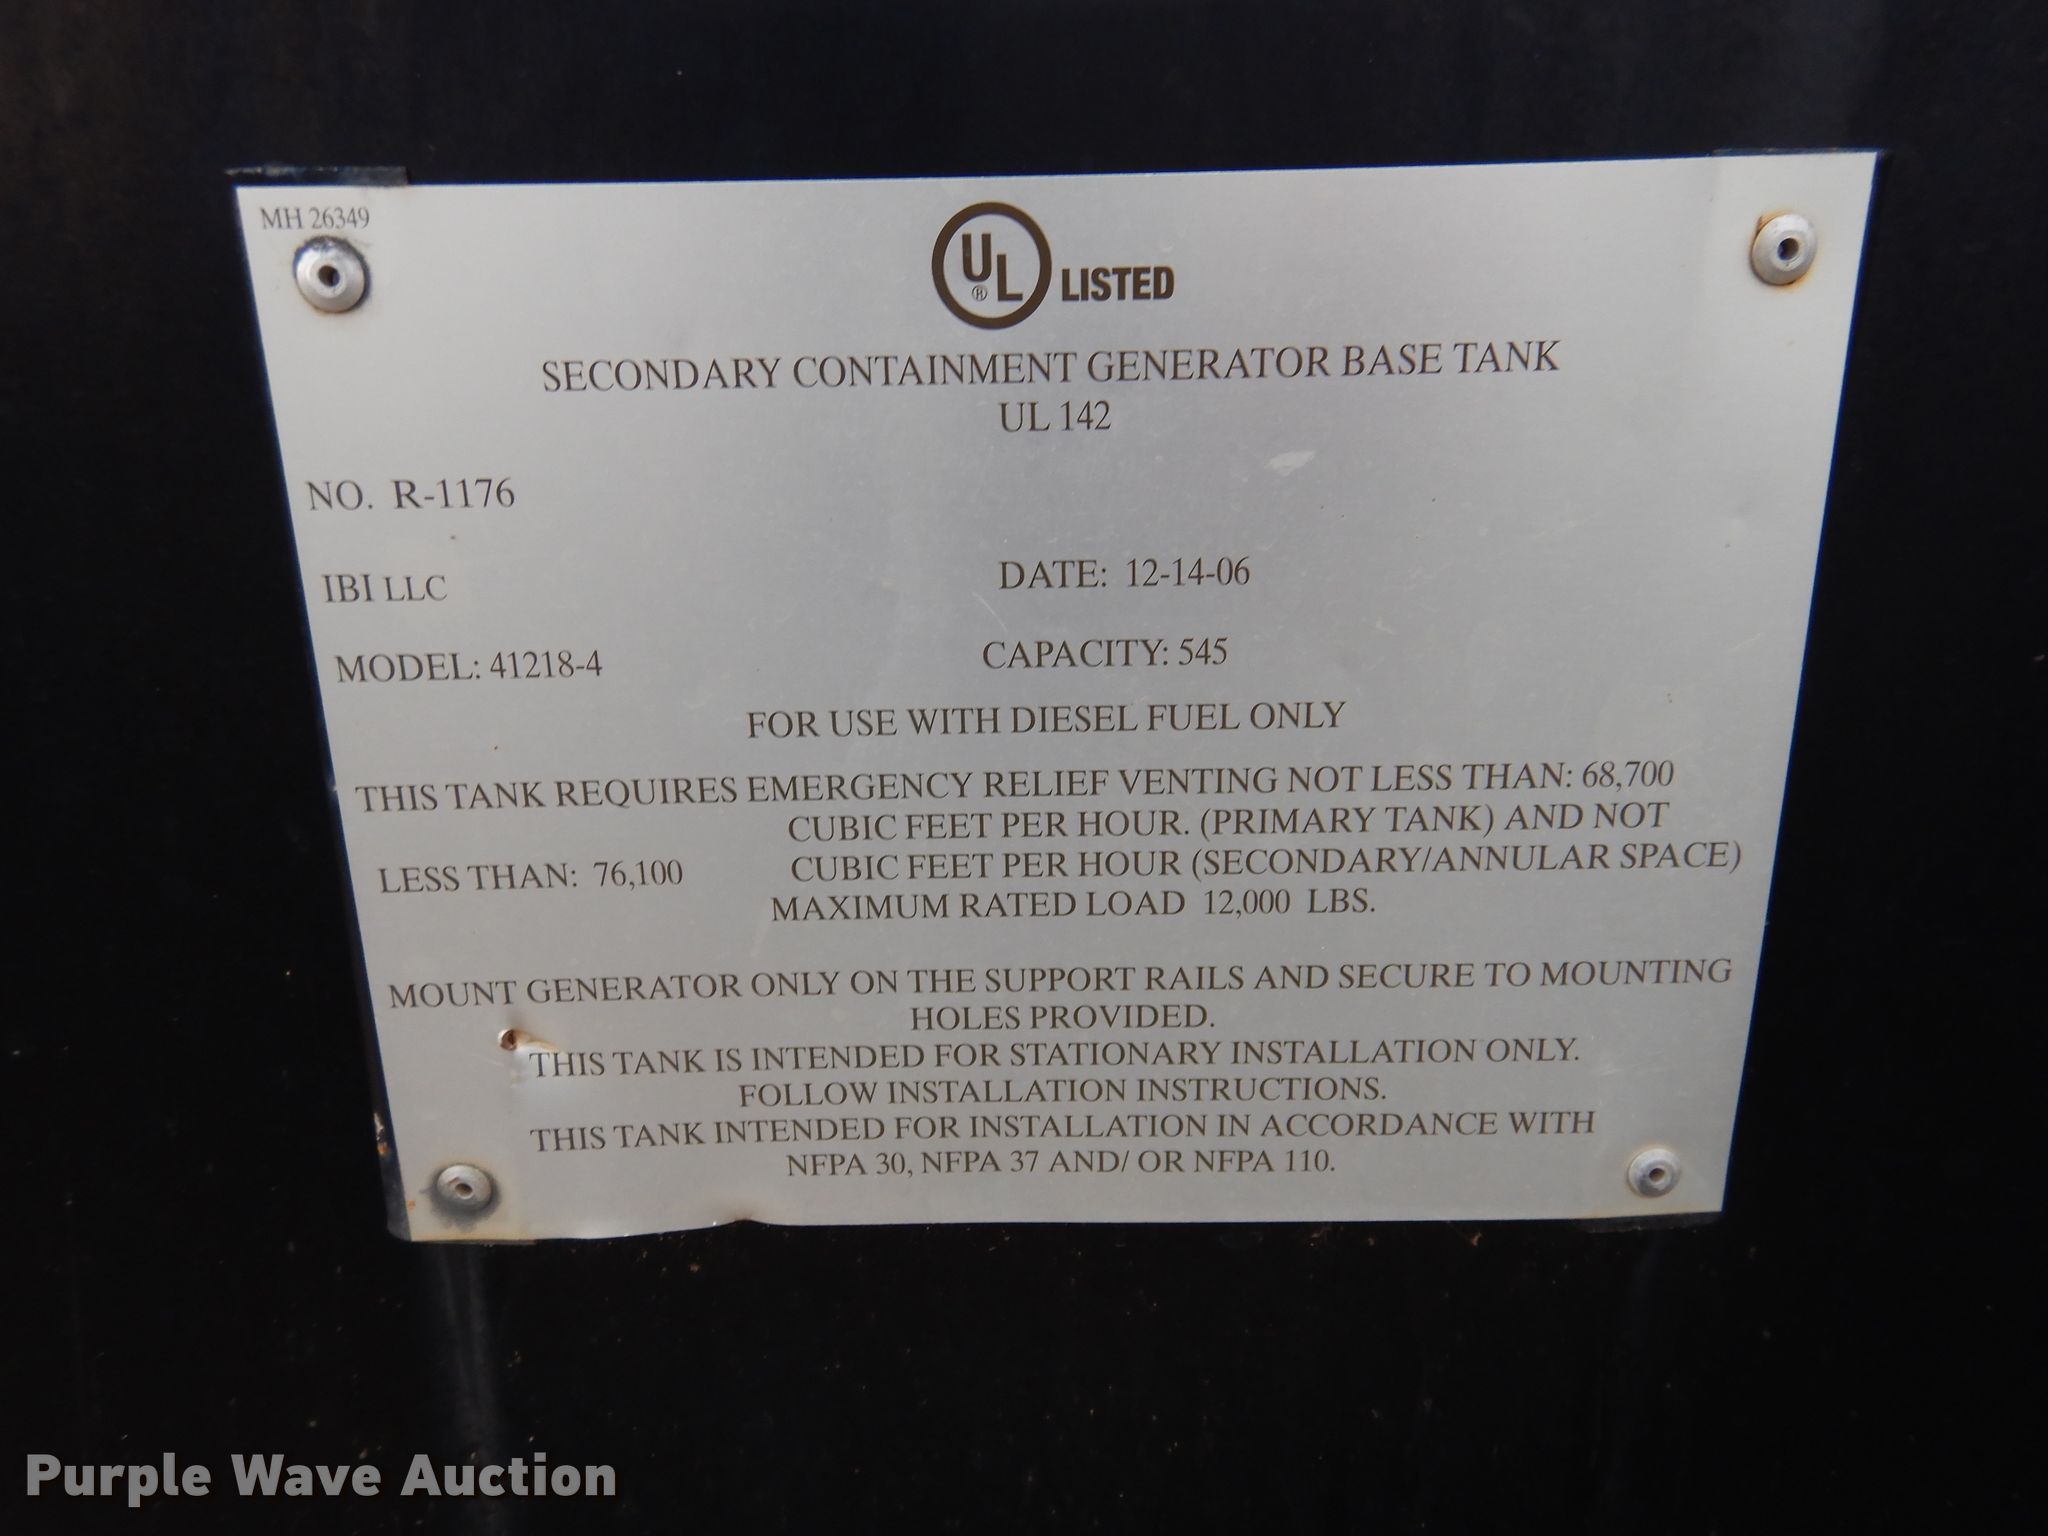 MH 26349
UL ® LISTED
SECONDARY CONTAINMENT GENERATOR BASE TANK
UL 142
NO. R-1176
IBI LLC DATE: 12-14-06
MODEL: 41218-4 CAPACITY: 545
FOR USE WITH DIESEL FUEL ONLY
THIS TANK REQUIRES EMERGENCY RELIEF VENTING NOT LESS THAN: 68,700
CUBIC FEET PER HOUR. (PRIMARY TANK) AND NOT
LESS THAN: 76,100 CUBIC FEET PER HOUR (SECONDARY/ANNULAR SPACE)
MAXIMUM RATED LOAD 12,000 LBS.
MOUNT GENERATOR ONLY ON THE SUPPORT RAILS AND SECURE TO MOUNTING
HOLES PROVIDED.
THIS TANK IS INTENDED FOR STATIONARY INSTALLATION ONLY.
FOLLOW INSTALLATION INSTRUCTIONS.
THIS TANK INTENDED FOR INSTALLATION IN ACCORDANCE WITH
NFPA 30, NFPA 37 AND/ OR NFPA 110.
Purple Wave Auction